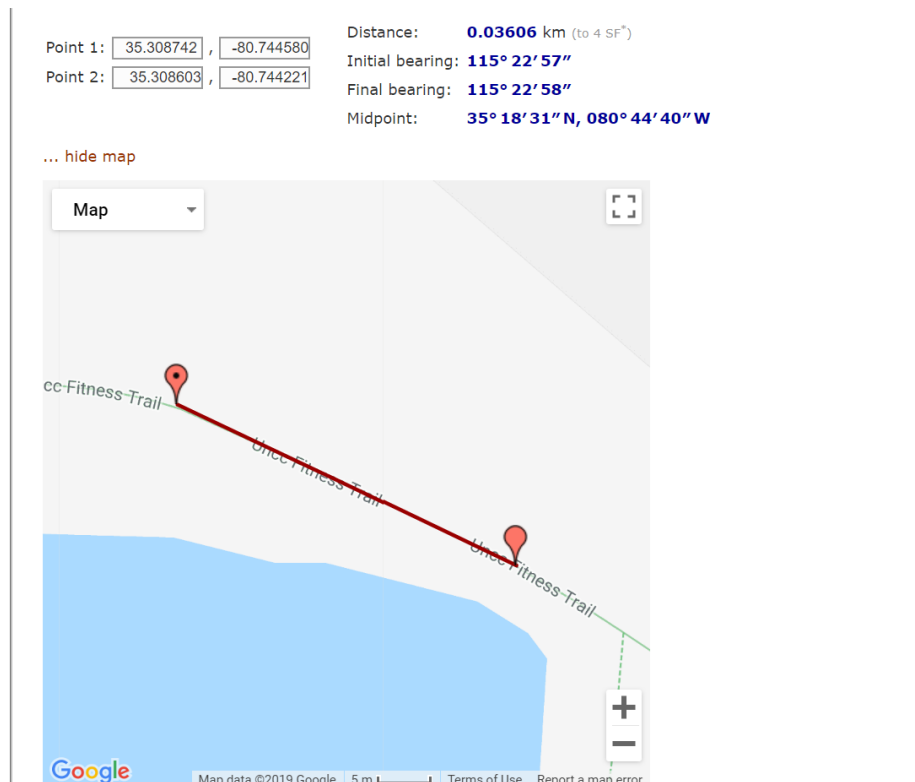 Point 1: 35.308742 , -80.744580
Point 2: 35.308603 , -80.744221
Distance: 0.03606 km (to 4 SF*)
Initial bearing: 115° 22′ 57″
Final bearing: 115° 22′ 58″
Midpoint: 35° 18′ 31″ N, 080° 44′ 40″ W
... hide map
Map
cc Fitness Trail
Uncc Fitness Trail
Uncc Fitness Trail
+
−
Google
Map data ©2019 Google 5 m Terms of Use Report a map error